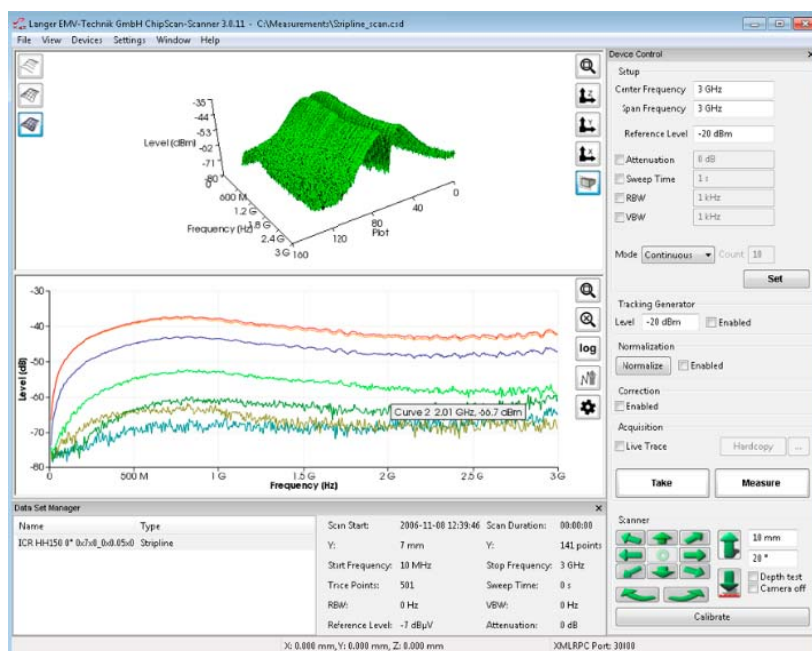 Langer EMV-Technik GmbH ChipScan-Scanner 3.0.11 - C:\Measurements\Stripline_scan.csd
File View Devices Settings Window Help
-35
-44
-53
-62
-71
-80
Level (dBm)
0
600 M
1.2 G
1.8 G
2.4 G
3 G
Frequency (Hz)
160
120
80
40
0
Plot
Z
Y
X
-30
-40
-50
-60
-70
-80
Level (dB)
0
500 M
1 G
1.5 G
2 G
2.5 G
3 G
Frequency (Hz)
Curve 2 2.01 GHz, -66.7 dBm
log
Data Set Manager
Name Type
ICR HH150 0° 0x7x0_0x0.05x0 Stripline
Scan Start: 2006-11-08 12:39:46 Scan Duration: 00:00:00
Y: 7 mm Y: 141 points
Start Frequency: 10 MHz Stop Frequency: 3 GHz
Trice Points: 501 Sweep Time: 0 s
RBW: 0 Hz VBW: 0 Hz
Reference Level: -7 dBµV Attenuation: 0 dB
X: 0.000 mm, Y: 0.000 mm, Z: 0.000 mm XMLRPC Port: 30100
Device Control
Setup
Center Frequency 3 GHz
Span Frequency 3 GHz
Reference Level -20 dBm
Attenuation 0 dB
Sweep Time 1 s
RBW 1 kHz
VBW 1 kHz
Mode Continuous Count 10
Set
Tracking Generator
Level -20 dBm Enabled
Normalization
Normalize Enabled
Correction
Enabled
Acquisition
Live Trace Hardcopy ...
Take Measure
Scanner
10 mm
20 °
Depth test
Camera off
Calibrate